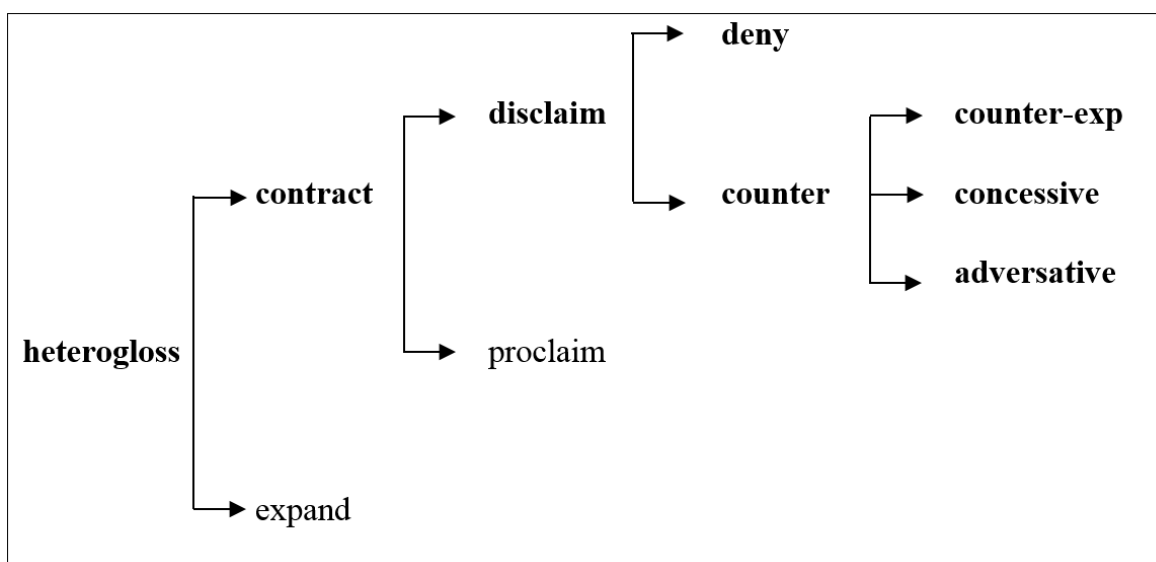 deny
disclaim
counter-exp
contract
counter
concessive
adversative
heterogloss
proclaim
expand